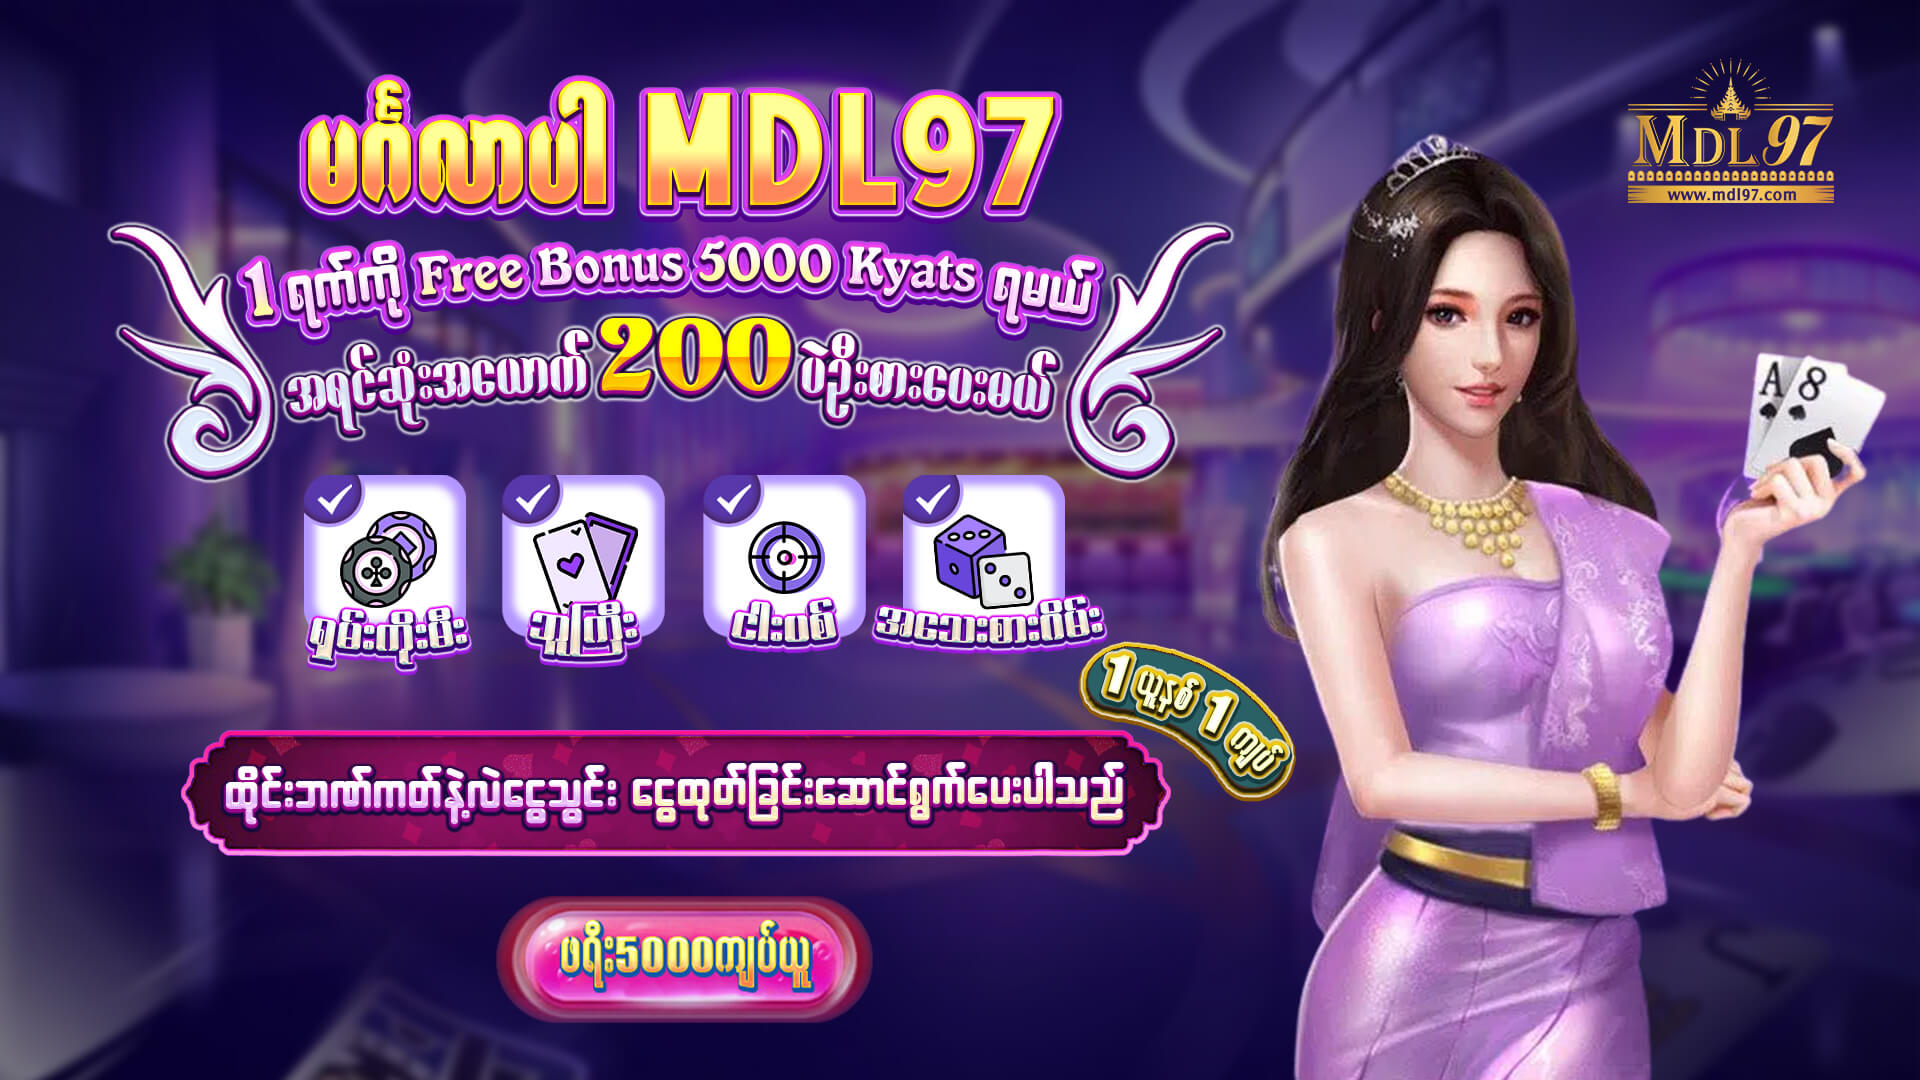 မင်္ဂလာပါ MDL97
MDL97
www.mdl97.com
1 ရက်ကို Free Bonus 5000 Kyats ရမယ်
အရင်ဆုံးအယောက် 200 ပဲဦးစားပေးမယ်
A 8
ရှမ်းကိုးမီး
ဘူကြီး
ငါးပစ်
အသေးစားဂိမ်း
1 ယူနစ် 1 ကျပ်
ထိုင်းဘဏ်ကတ်နဲ့လဲငွေသွင်း ငွေထုတ်ခြင်းဆောင်ရွက်ပေးပါသည်
ဖရီး5000ကျပ်ယူ